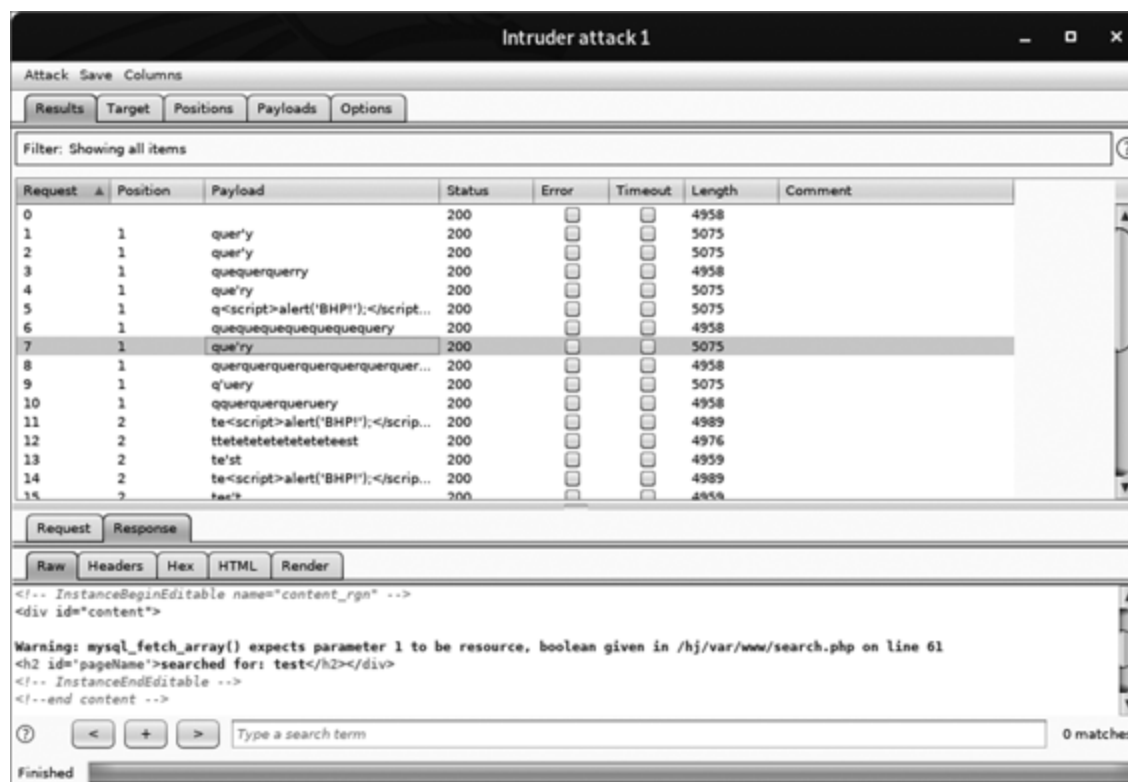 Intruder attack 1
Attack Save Columns
Results Target Positions Payloads Options
Filter: Showing all items
Request Position Payload Status Error Timeout Length Comment
0 200 4958
1 1 quer'y 200 5075
2 1 quer'y 200 5075
3 1 quequerquerry 200 4958
4 1 que'ry 200 5075
5 1 q<script>alert('BHP!');</script... 200 5075
6 1 quequequequequequequery 200 4958
7 1 que'ry 200 5075
8 1 querquerquerquerquerquerquer... 200 4958
9 1 q'uery 200 5075
10 1 qquerquerqueruery 200 4958
11 2 te<script>alert('BHP!');</scrip... 200 4989
12 2 tteteteteteteteteteest 200 4976
13 2 te'st 200 4959
14 2 te<script>alert('BHP!');</scrip... 200 4989
15 2 tes't 200 4959
Request Response
Raw Headers Hex HTML Render
<!-- InstanceBeginEditable name="content_rgn" -->
<div id="content">
Warning: mysql_fetch_array() expects parameter 1 to be resource, boolean given in /hj/var/www/search.php on line 61
<h2 id='pageName'>searched for: test</h2></div>
<!-- InstanceEndEditable -->
<!--end content -->
? < + > Type a search term 0 matches
Finished